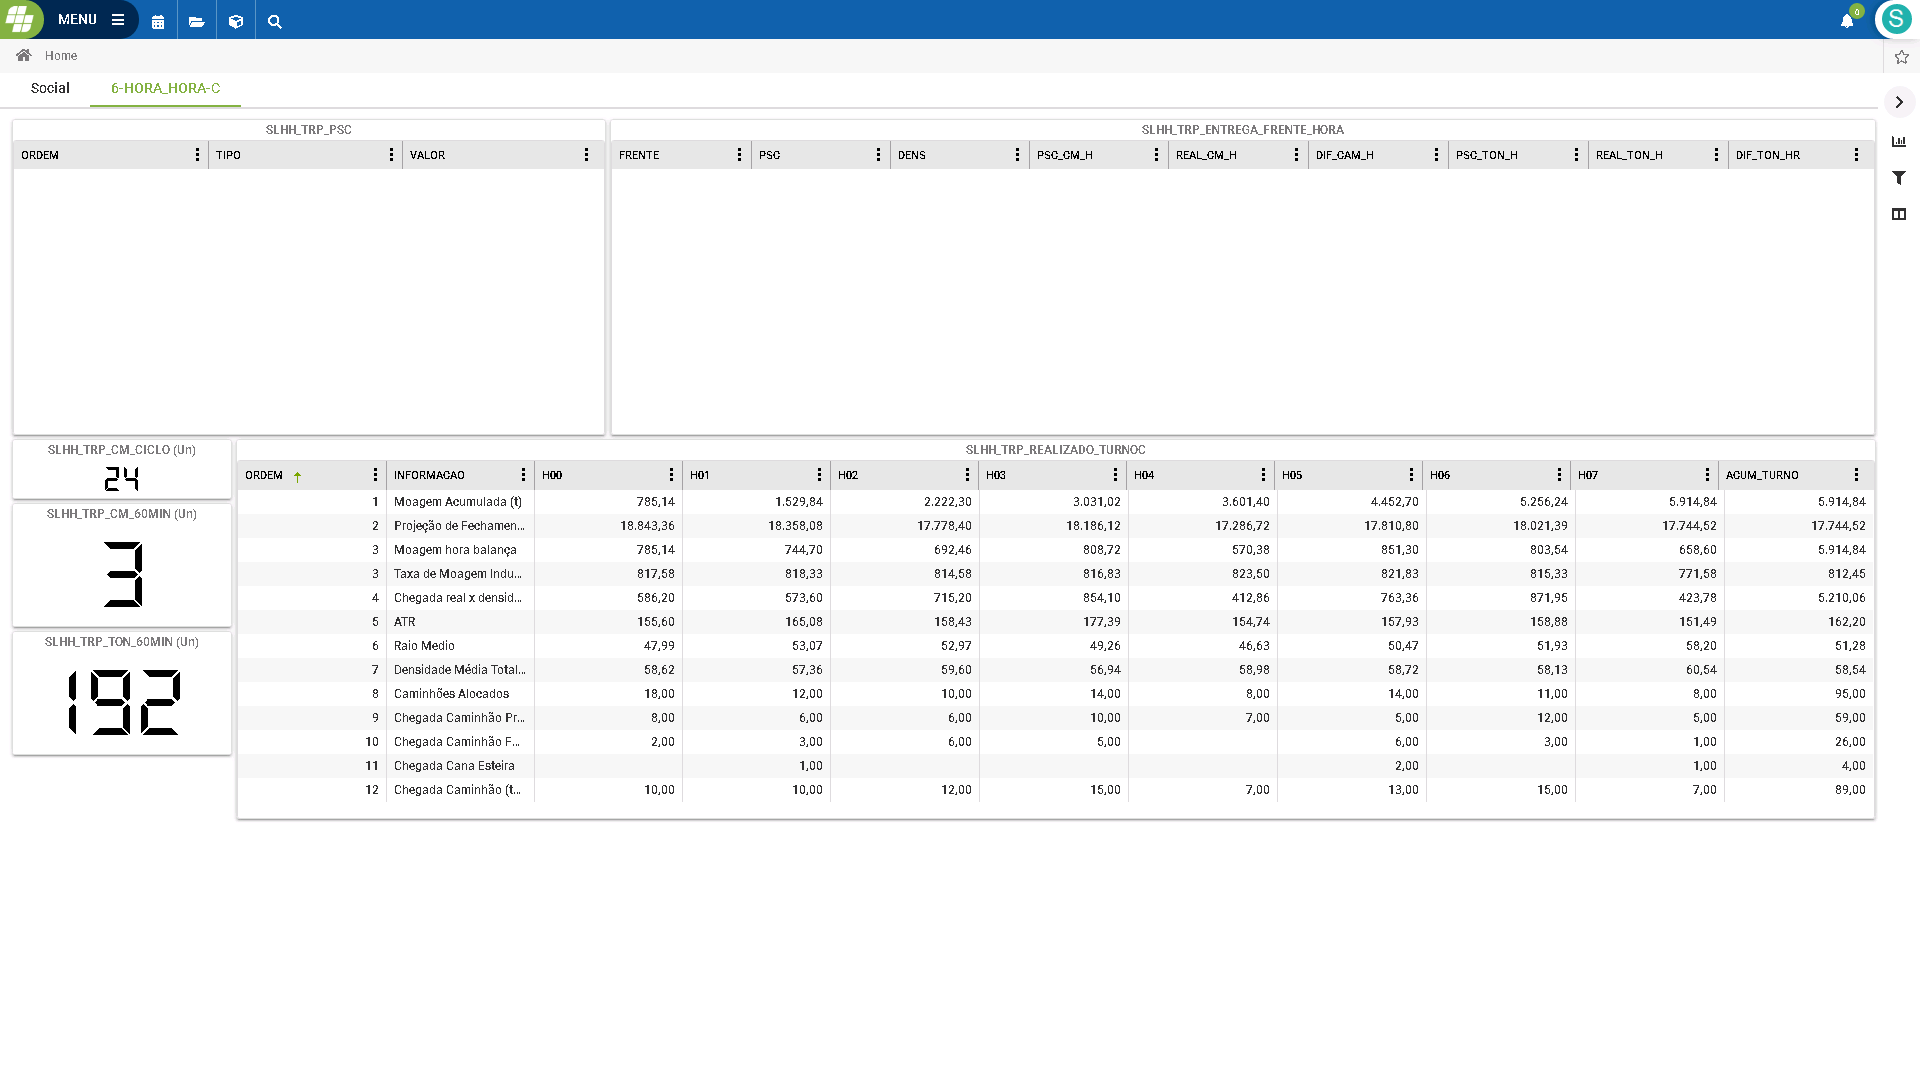 MENU
0
S
Home
Social 6-HORA_HORA-C
SLHH_TRP_PSC
ORDEM TIPO VALOR
SLHH_TRP_ENTREGA_FRENTE_HORA
FRENTE PSC DENS PSC_CM_H REAL_CM_H DIF_CAM_H PSC_TON_H REAL_TON_H DIF_TON_HR
SLHH_TRP_CM_CICLO (Un)
24
SLHH_TRP_CM_60MIN (Un)
3
SLHH_TRP_TON_60MIN (Un)
192
SLHH_TRP_REALIZADO_TURNOC
ORDEM INFORMACAO H00 H01 H02 H03 H04 H05 H06 H07 ACUM_TURNO
1 Moagem Acumulada (t) 785,14 1.529,84 2.222,30 3.031,02 3.601,40 4.452,70 5.256,24 5.914,84 5.914,84
2 Projeção de Fechamen... 18.843,36 18.358,08 17.778,40 18.186,12 17.286,72 17.810,80 18.021,39 17.744,52 17.744,52
3 Moagem hora balança 785,14 744,70 692,46 808,72 570,38 851,30 803,54 658,60 5.914,84
3 Taxa de Moagem Indu... 817,58 818,33 814,58 816,83 823,50 821,83 815,33 771,58 812,45
4 Chegada real x densid... 586,20 573,60 715,20 854,10 412,86 763,36 871,95 423,78 5.210,06
5 ATR 155,60 165,08 158,43 177,39 154,74 157,93 158,88 151,49 162,20
6 Raio Medio 47,99 53,07 52,97 49,26 46,63 50,47 51,93 58,20 51,28
7 Densidade Média Total... 58,62 57,36 59,60 56,94 58,98 58,72 58,13 60,54 58,54
8 Caminhões Alocados 18,00 12,00 10,00 14,00 8,00 14,00 11,00 8,00 95,00
9 Chegada Caminhão Pr... 8,00 6,00 6,00 10,00 7,00 5,00 12,00 5,00 59,00
10 Chegada Caminhão F... 2,00 3,00 6,00 5,00 6,00 3,00 1,00 26,00
11 Chegada Cana Esteira 1,00 2,00 1,00 4,00
12 Chegada Caminhão (t... 10,00 10,00 12,00 15,00 7,00 13,00 15,00 7,00 89,00